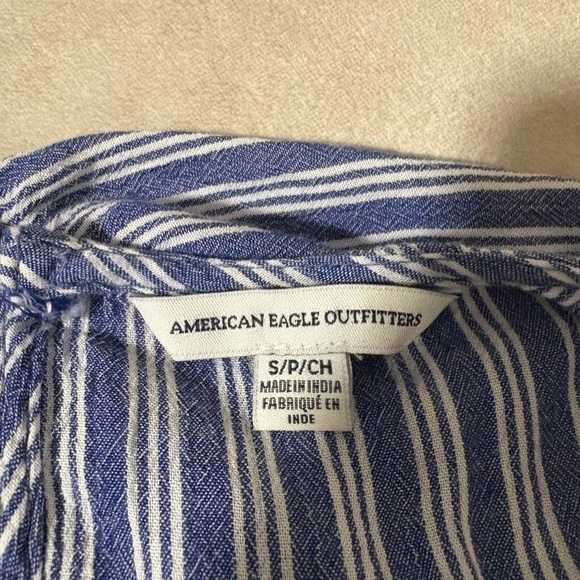 AMERICAN EAGLE OUTFITTERS
S/P/CH
MADE IN INDIA
FABRIQUÉ EN
INDE